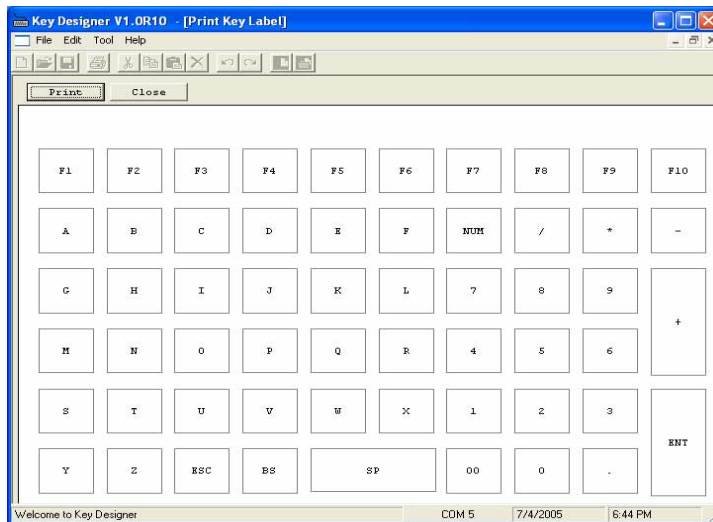 Key Designer V1.0R10 - [Print Key Label]
File Edit Tool Help
Print Close
F1 F2 F3 F4 F5 F6 F7 F8 F9 F10
A B C D E F NUM / * -
G H I J K L 7 8 9
+
M N O P Q R 4 5 6
S T U V W X 1 2 3
ENT
Y Z ESC BS SP 00 0 .
Welcome to Key Designer COM 5 7/4/2005 6:44 PM